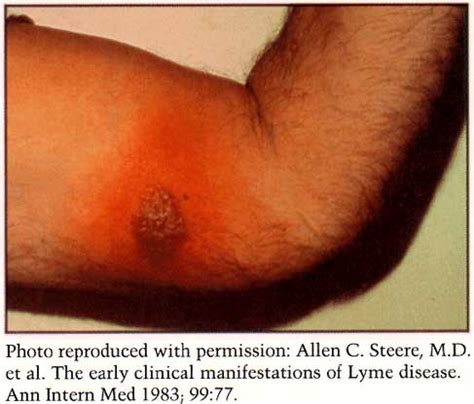 Photo reproduced with permission: Allen C. Steere, M.D.
et al. The early clinical manifestations of Lyme disease.
Ann Intern Med 1983; 99:77.